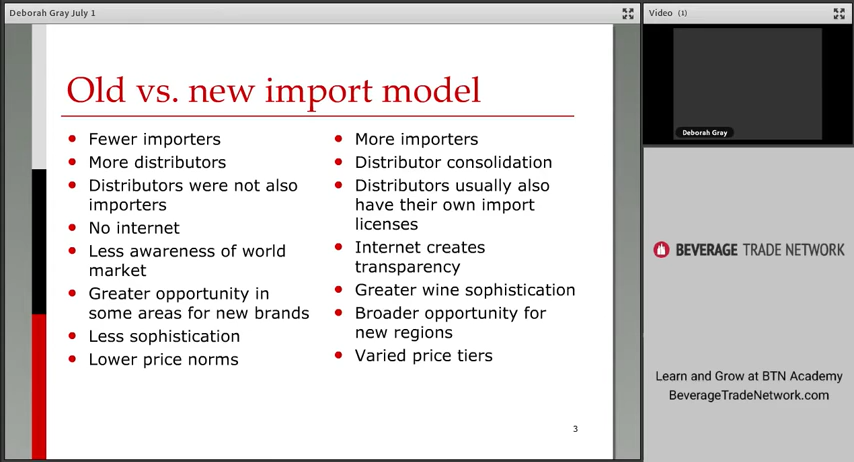 Deborah Gray July 1
Video (1)
Old vs. new import model
Fewer importers
More distributors
Distributors were not also
importers
No internet
Less awareness of world
market
Greater opportunity in
some areas for new brands
Less sophistication
Lower price norms
More importers
Distributor consolidation
Distributors usually also
have their own import
licenses
Internet creates
transparency
Greater wine sophistication
Broader opportunity for
new regions
Varied price tiers
3
Deborah Gray
BEVERAGE TRADE NETWORK
Learn and Grow at BTN Academy
BeverageTradeNetwork.com